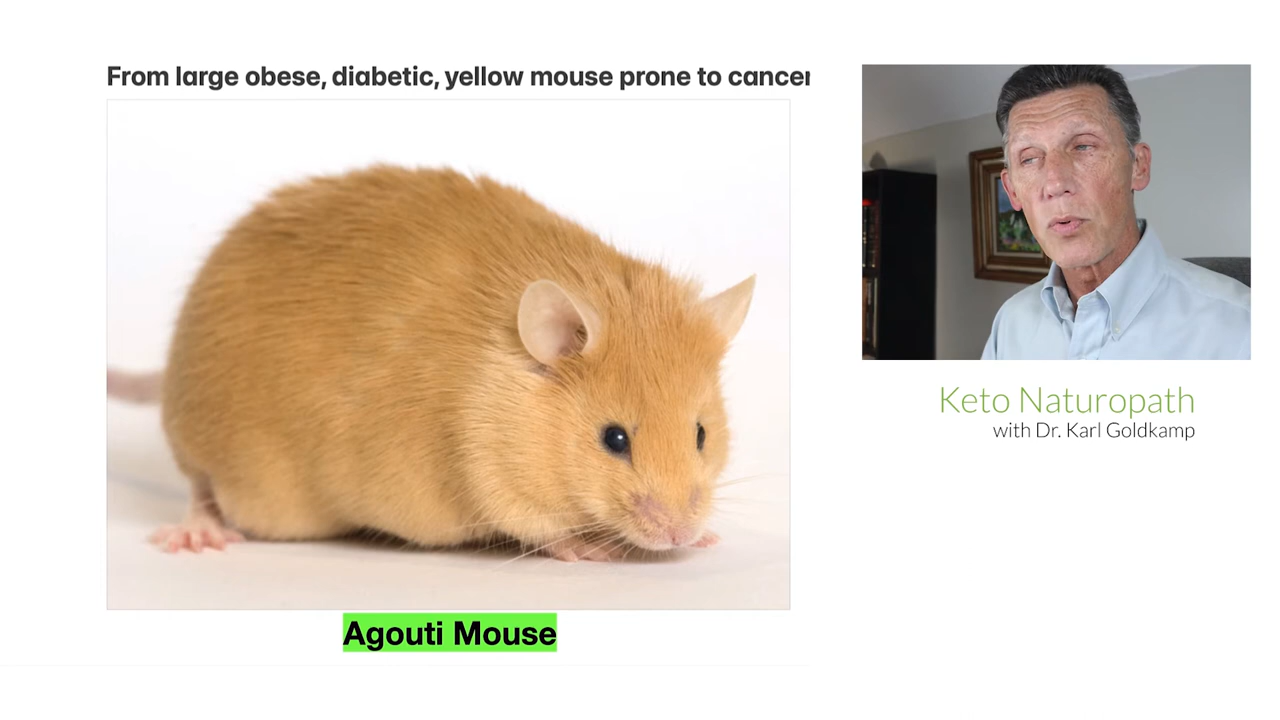 From large obese, diabetic, yellow mouse prone to cancer
Agouti Mouse
Keto Naturopath
with Dr. Karl Goldkamp